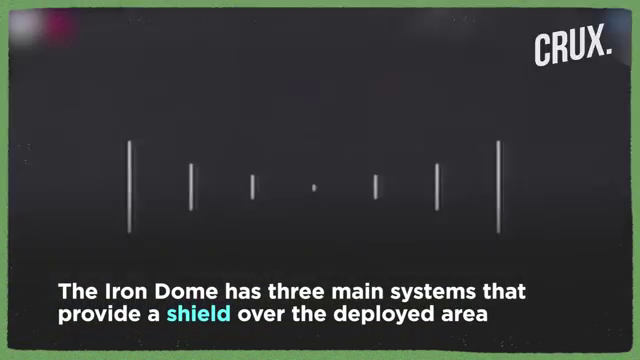 CRUX.
The Iron Dome has three main systems that
provide a shield over the deployed area